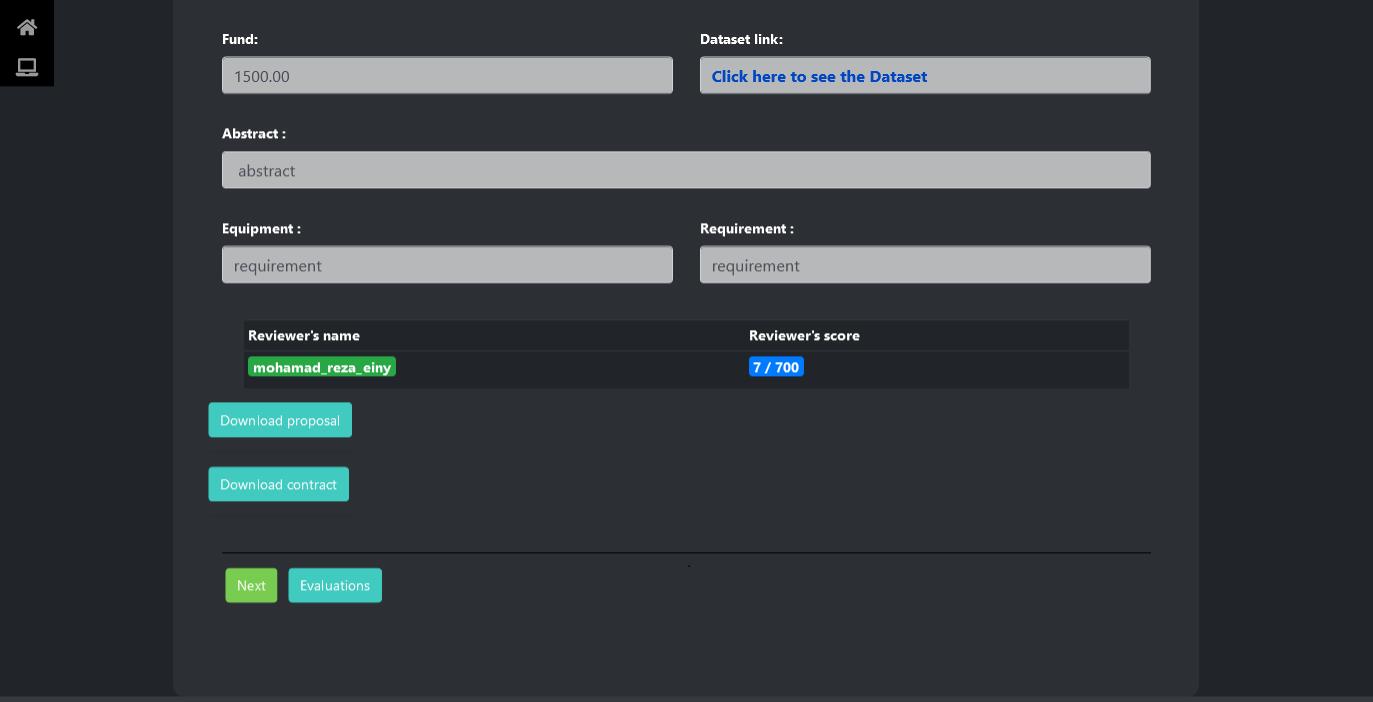 Fund:
Dataset link:
1500.00
Click here to see the Dataset
Abstract :
abstract
Equipment :
Requirement :
requirement
requirement
Reviewer's name
Reviewer's score
mohamad_reza_einy
7 / 700
Download proposal
Download contract
Next
Evaluations